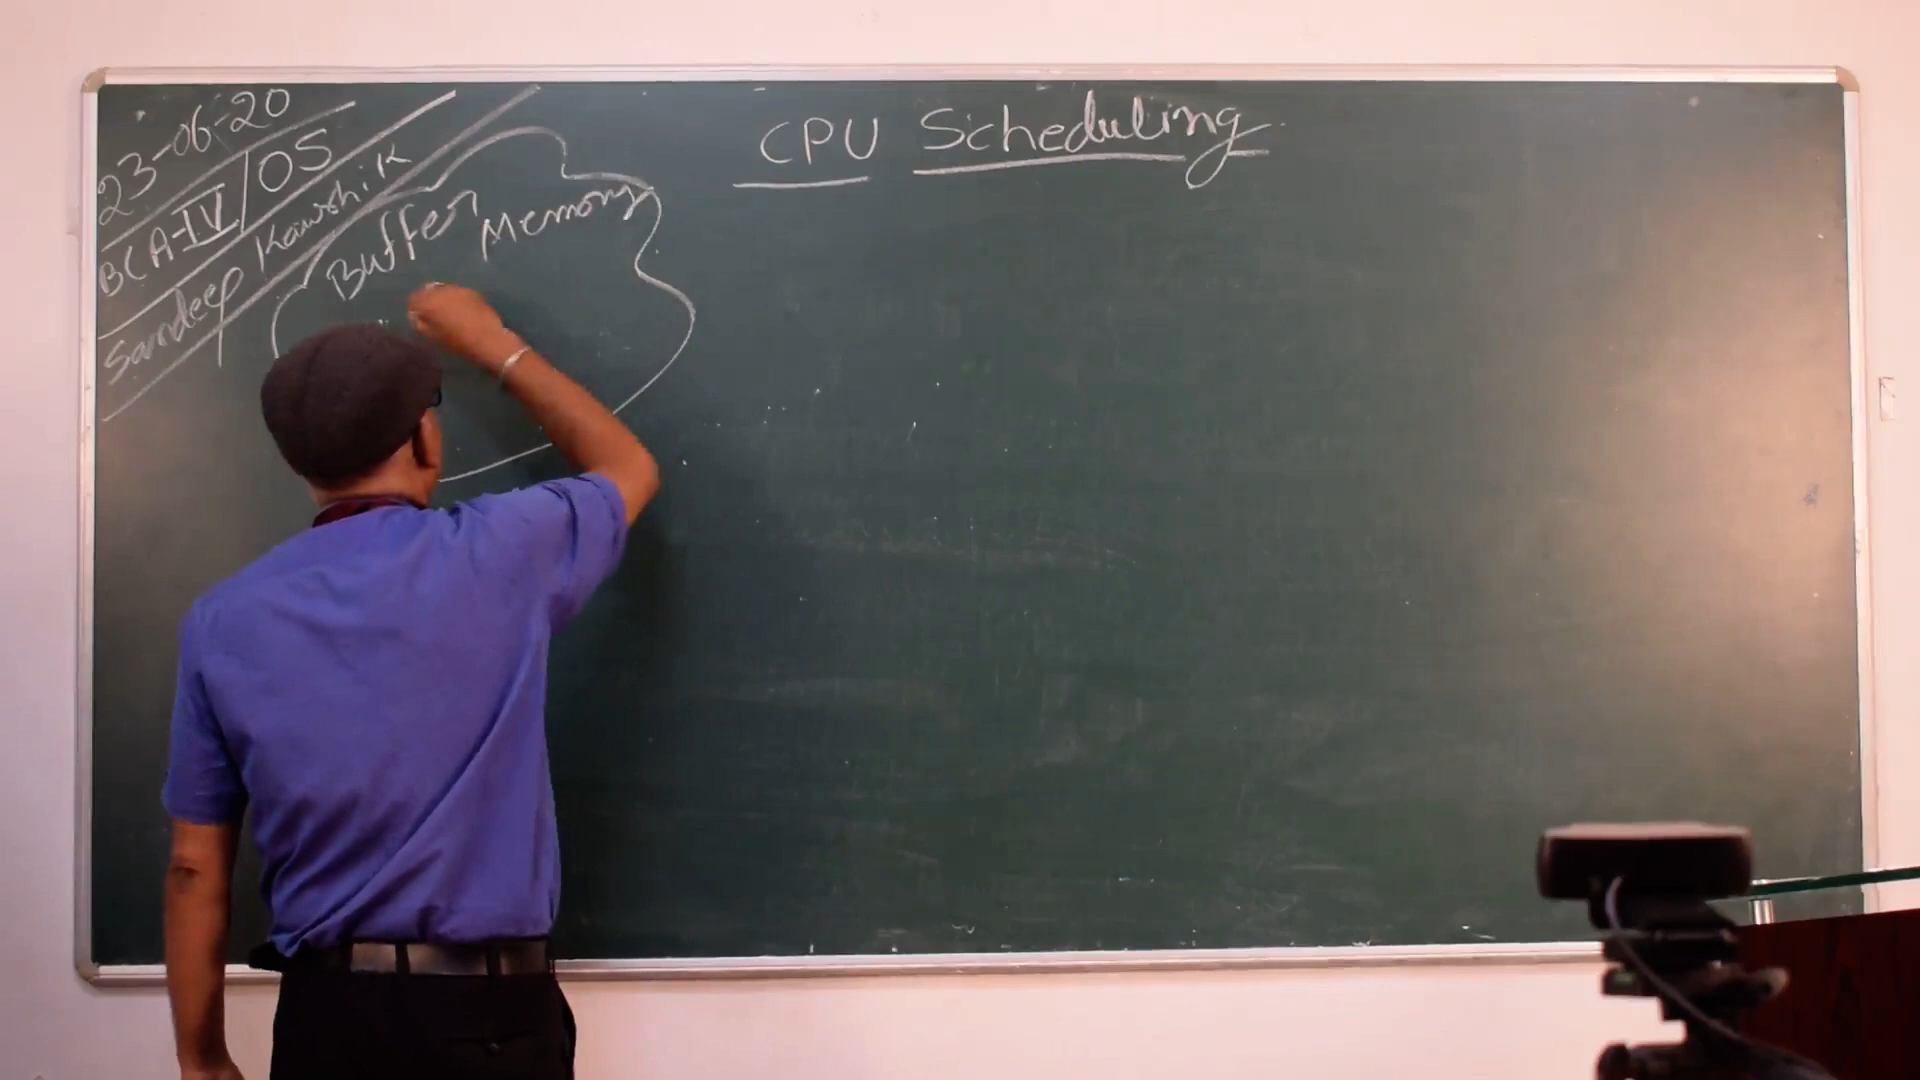 23-06-20
BCA-IV/OS
Sandeep Kaushik
CPU Scheduling
Buffer Memory